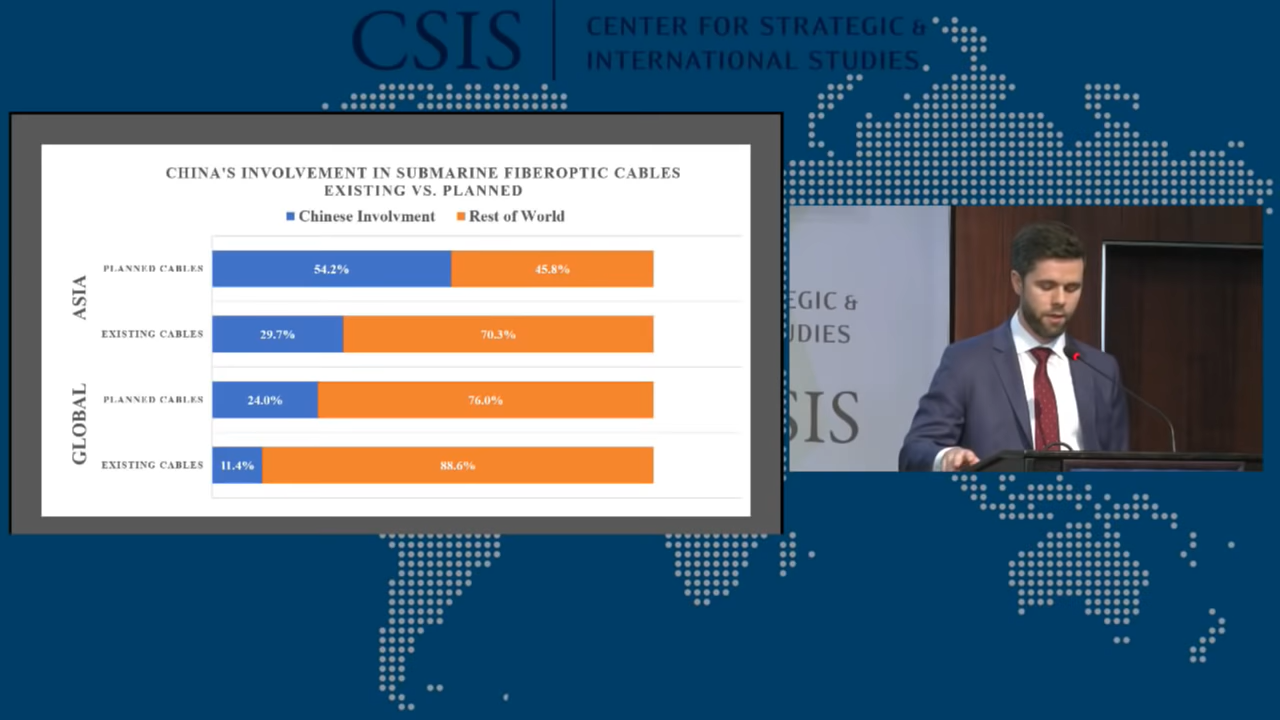 CSIS
CENTER FOR STRATEGIC &
INTERNATIONAL STUDIES
CHINA'S INVOLVEMENT IN SUBMARINE FIBEROPTIC CABLES
EXISTING VS. PLANNED
Chinese Involvment Rest of World
ASIA
PLANNED CABLES 54.2% 45.8%
EXISTING CABLES 29.7% 70.3%
GLOBAL
PLANNED CABLES 24.0% 76.0%
EXISTING CABLES 11.4% 88.6%
EGIC &
UDIES
SIS